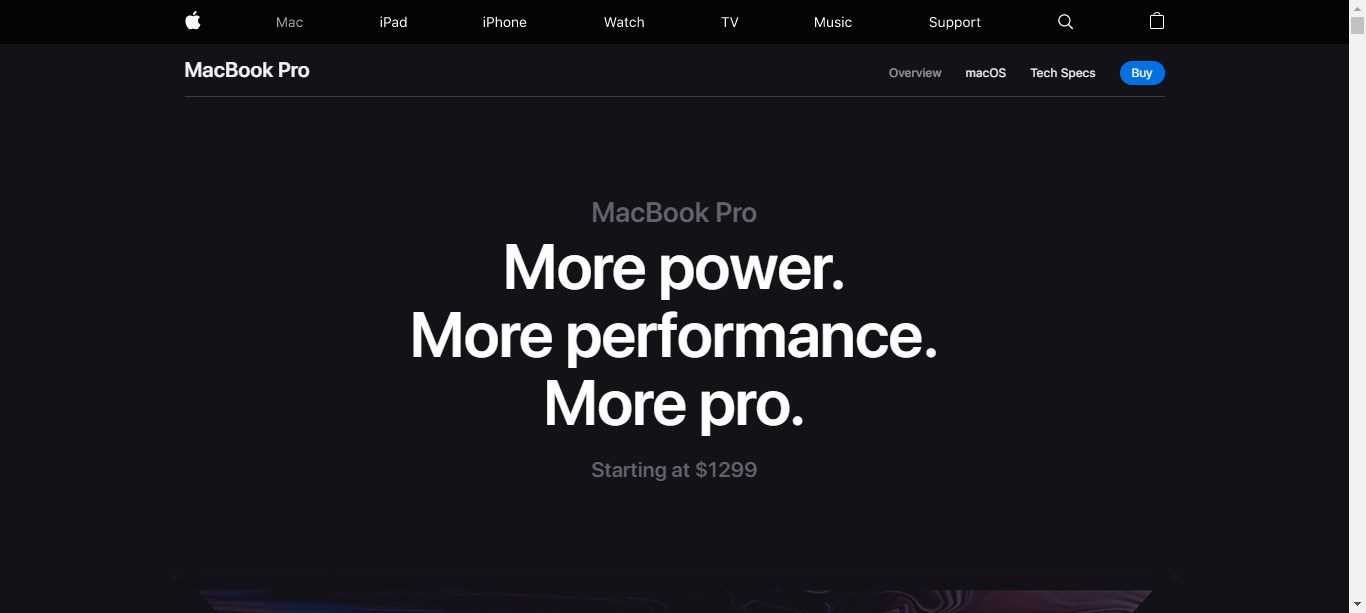 Mac iPad iPhone Watch TV Music Support
MacBook Pro
Overview macOS Tech Specs Buy
MacBook Pro
More power.
More performance.
More pro.
Starting at $1299